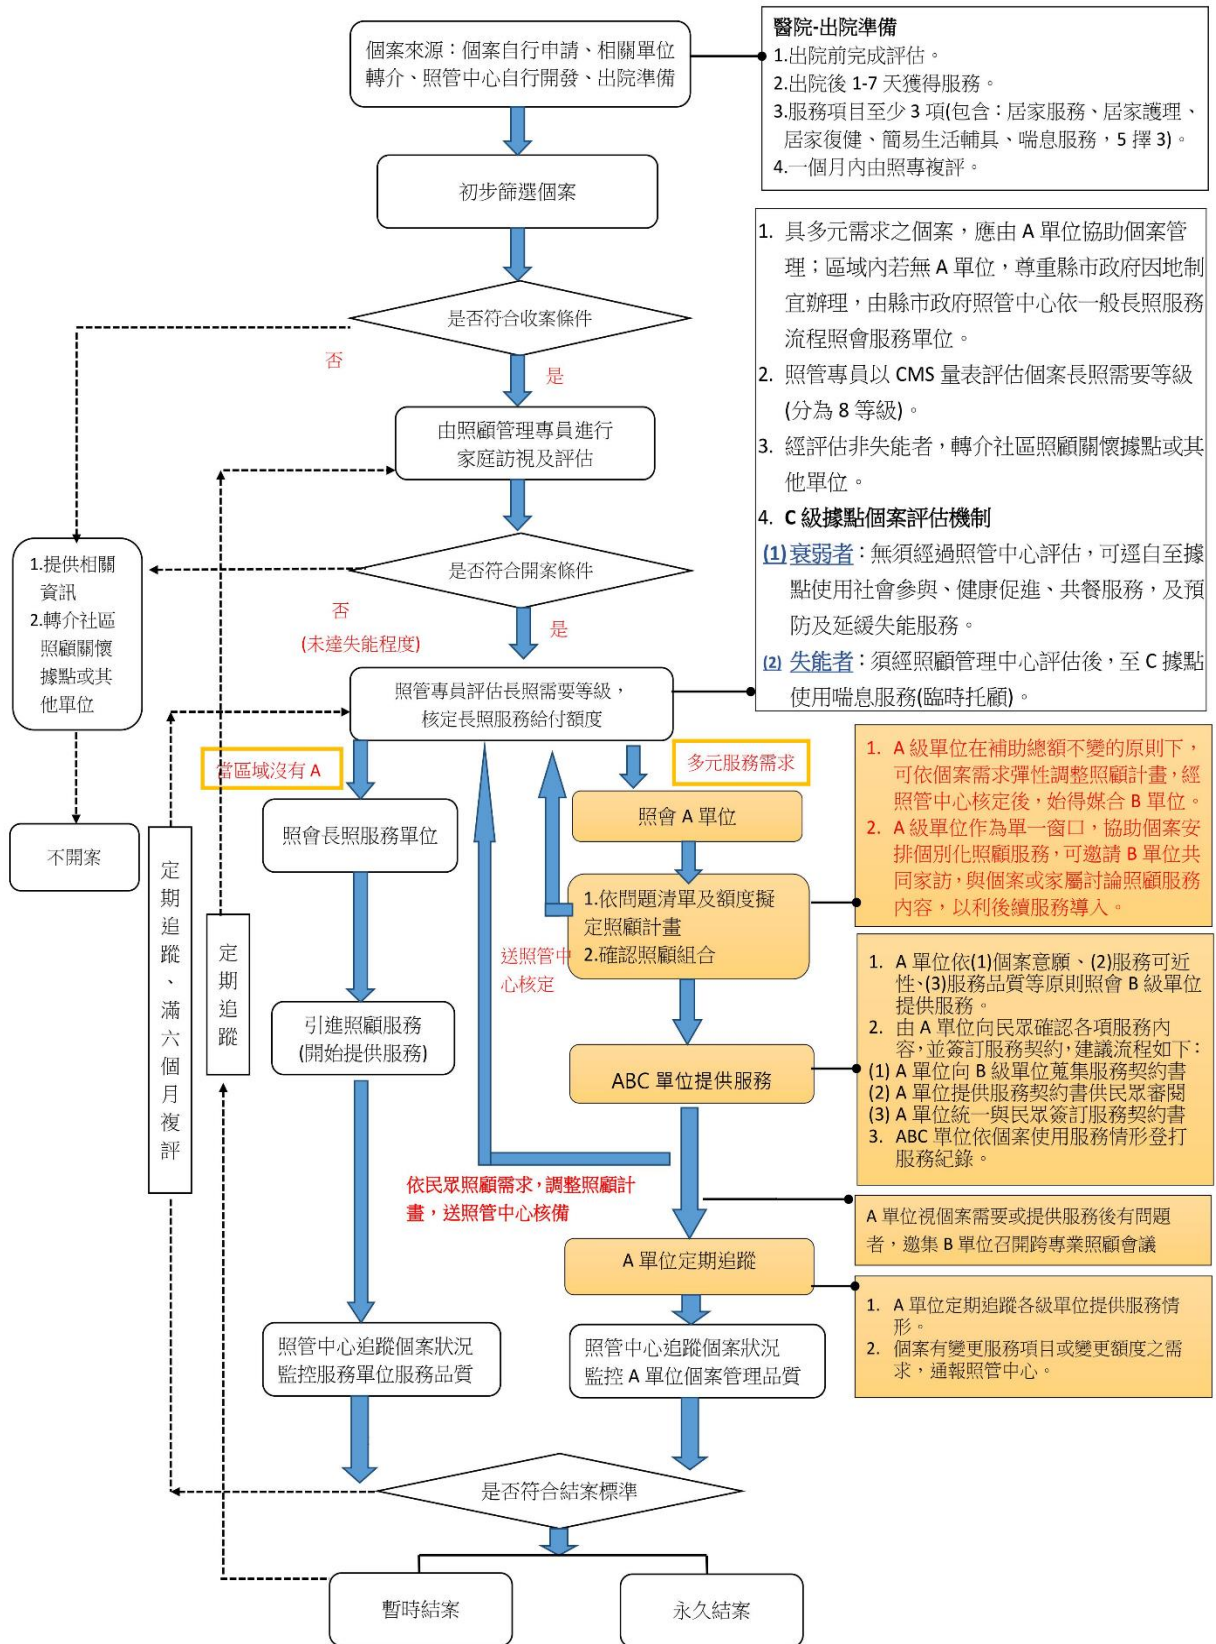 個案來源：個案自行申請、相關單位
轉介、照管中心自行開發、出院準備
醫院-出院準備
1.出院前完成評估。
2.出院後 1-7 天獲得服務。
3.服務項目至少 3 項(包含：居家服務、居家護理、
居家復健、簡易生活輔具、喘息服務，5 擇 3)。
4.一個月內由照專複評。
初步篩選個案
1. 具多元需求之個案，應由 A 單位協助個案管
理；區域內若無 A 單位，尊重縣市政府因地制
宜辦理，由縣市政府照管中心依一般長照服務
流程照會服務單位。
2. 照管專員以 CMS 量表評估個案長照需要等級
(分為 8 等級)。
3. 經評估非失能者，轉介社區照顧關懷據點或其
他單位。
4. C 級據點個案評估機制
(1) 衰弱者：無須經過照管中心評估，可逕自至據
點使用社會參與、健康促進、共餐服務，及預
防及延緩失能服務。
(2) 失能者：須經照顧管理中心評估後，至 C 據點
使用喘息服務(臨時托顧)。
是否符合收案條件
否
是
由照顧管理專員進行
家庭訪視及評估
是否符合開案條件
否
(未達失能程度)
是
1.提供相關
資訊
2.轉介社區
照顧關懷
據點或其
他單位
不開案
照管專員評估長照需要等級，
核定長照服務給付額度
當區域沒有 A
多元服務需求
照會長照服務單位
照會 A 單位
1. A 級單位在補助總額不變的原則下，
可依個案需求彈性調整照顧計畫，經
照管中心核定後，始得媒合 B 單位。
2. A 級單位作為單一窗口，協助個案安
排個別化照顧服務，可邀請 B 單位共
同家訪，與個案或家屬討論照顧服務
內容，以利後續服務導入。
定期追蹤、滿六個月複評
定期追蹤
1.依問題清單及額度擬
定照顧計畫
2.確認照顧組合
送照管中
心核定
引進照顧服務
(開始提供服務)
ABC 單位提供服務
1. A 單位依(1)個案意願、(2)服務可近
性、(3)服務品質等原則照會 B 級單位
提供服務。
2. 由 A 單位向民眾確認各項服務內
容，並簽訂服務契約，建議流程如下：
(1) A 單位向 B 級單位蒐集服務契約書
(2) A 單位提供服務契約書供民眾審閱
(3) A 單位統一與民眾簽訂服務契約書
3. ABC 單位依個案使用服務情形登打
服務紀錄。
依民眾照顧需求，調整照顧計
畫，送照管中心核備
A 單位視個案需要或提供服務後有問題
者，邀集 B 單位召開跨專業照顧會議
A 單位定期追蹤
1. A 單位定期追蹤各級單位提供服務情
形。
2. 個案有變更服務項目或變更額度之需
求，通報照管中心。
照管中心追蹤個案狀況
監控服務單位服務品質
照管中心追蹤個案狀況
監控 A 單位個案管理品質
是否符合結案標準
暫時結案
永久結案